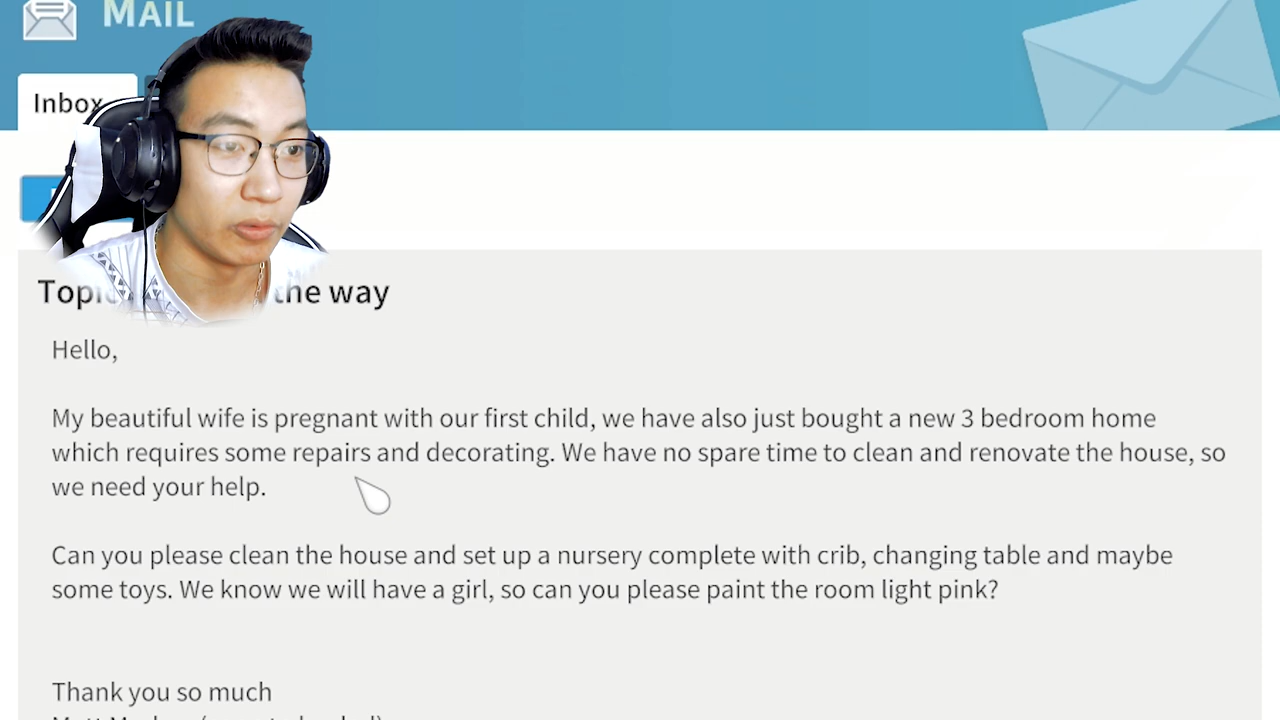 MAIL
Inbox
the way
Hello,
My beautiful wife is pregnant with our first child, we have also just bought a new 3 bedroom home
which requires some repairs and decorating. We have no spare time to clean and renovate the house, so
we need your help.
Can you please clean the house and set up a nursery complete with crib, changing table and maybe
some toys. We know we will have a girl, so can you please paint the room light pink?
Thank you so much